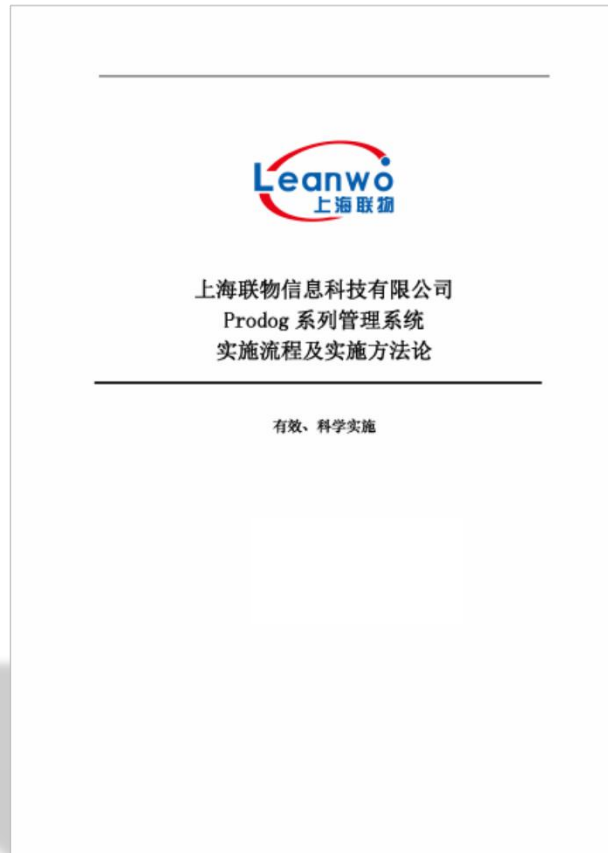 Leanwo
上海联物
上海联物信息科技有限公司
Prodog 系列管理系统
实施流程及实施方法论
有效、科学实施